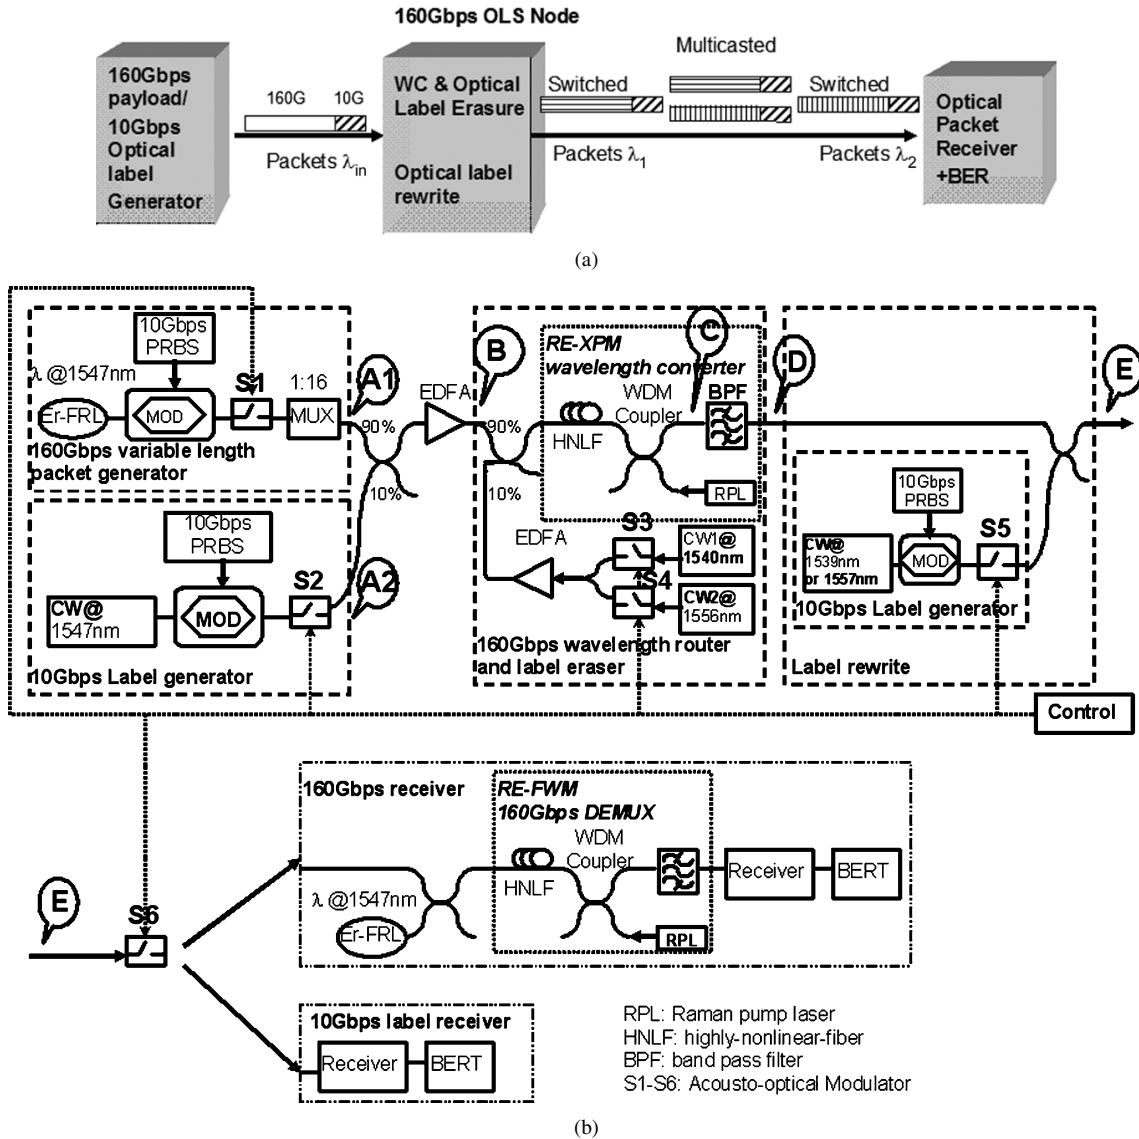 160Gbps OLS Node
160Gbps
payload/
10Gbps
Optical
label
Generator
160G
10G
Packets λin
WC & Optical
Label Erasure
Optical label
rewrite
Switched
Multicasted
Switched
Packets λ1
Packets λ2
Optical
Packet
Receiver
+BER
(a)
10Gbps
PRBS
λ @1547nm
Er-FRL
MOD
S1
1:16
MUX
A1
160Gbps variable length
packet generator
90%
10%
EDFA
10Gbps
PRBS
CW@
1547nm
MOD
S2
A2
10Gbps Label generator
B
90%
10%
RE-XPM
wavelength converter
C
WDM
Coupler
HNLF
BPF
RPL
EDFA
S3
CW1@
1540nm
S4
CW2@
1556nm
160Gbps wavelength router
and label eraser
D
E
10Gbps
PRBS
CW@
1539nm
or 1557nm
MOD
S5
10Gbps Label generator
Label rewrite
Control
160Gbps receiver
RE-FWM
160Gbps DEMUX
WDM
Coupler
HNLF
λ @1547nm
Er-FRL
RPL
Receiver
BERT
E
S6
10Gbps label receiver
Receiver
BERT
RPL: Raman pump laser
HNLF: highly-nonlinear-fiber
BPF: band pass filter
S1-S6: Acousto-optical Modulator
(b)